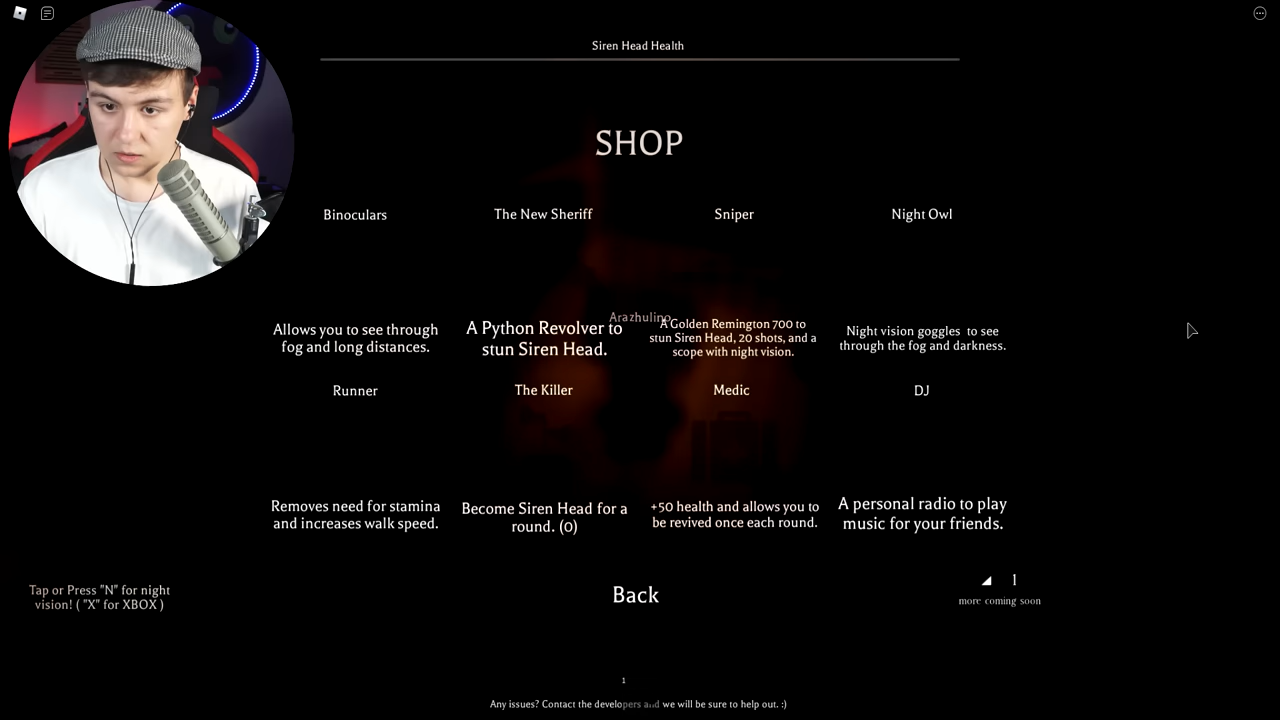 Siren Head Health
SHOP
Binoculars
The New Sheriff
Sniper
Night Owl
Arazhulino
Allows you to see through
fog and long distances.
A Python Revolver to
stun Siren Head.
A Golden Remington 700 to
stun Siren Head, 20 shots, and a
scope with night vision.
Night vision goggles to see
through the fog and darkness.
Runner
The Killer
Medic
DJ
Removes need for stamina
and increases walk speed.
Become Siren Head for a
round. (0)
+50 health and allows you to
be revived once each round.
A personal radio to play
music for your friends.
Tap or Press "N" for night
vision! ( "X" for XBOX )
Back
1
more coming soon
1
Any issues? Contact the developers and we will be sure to help out. :)